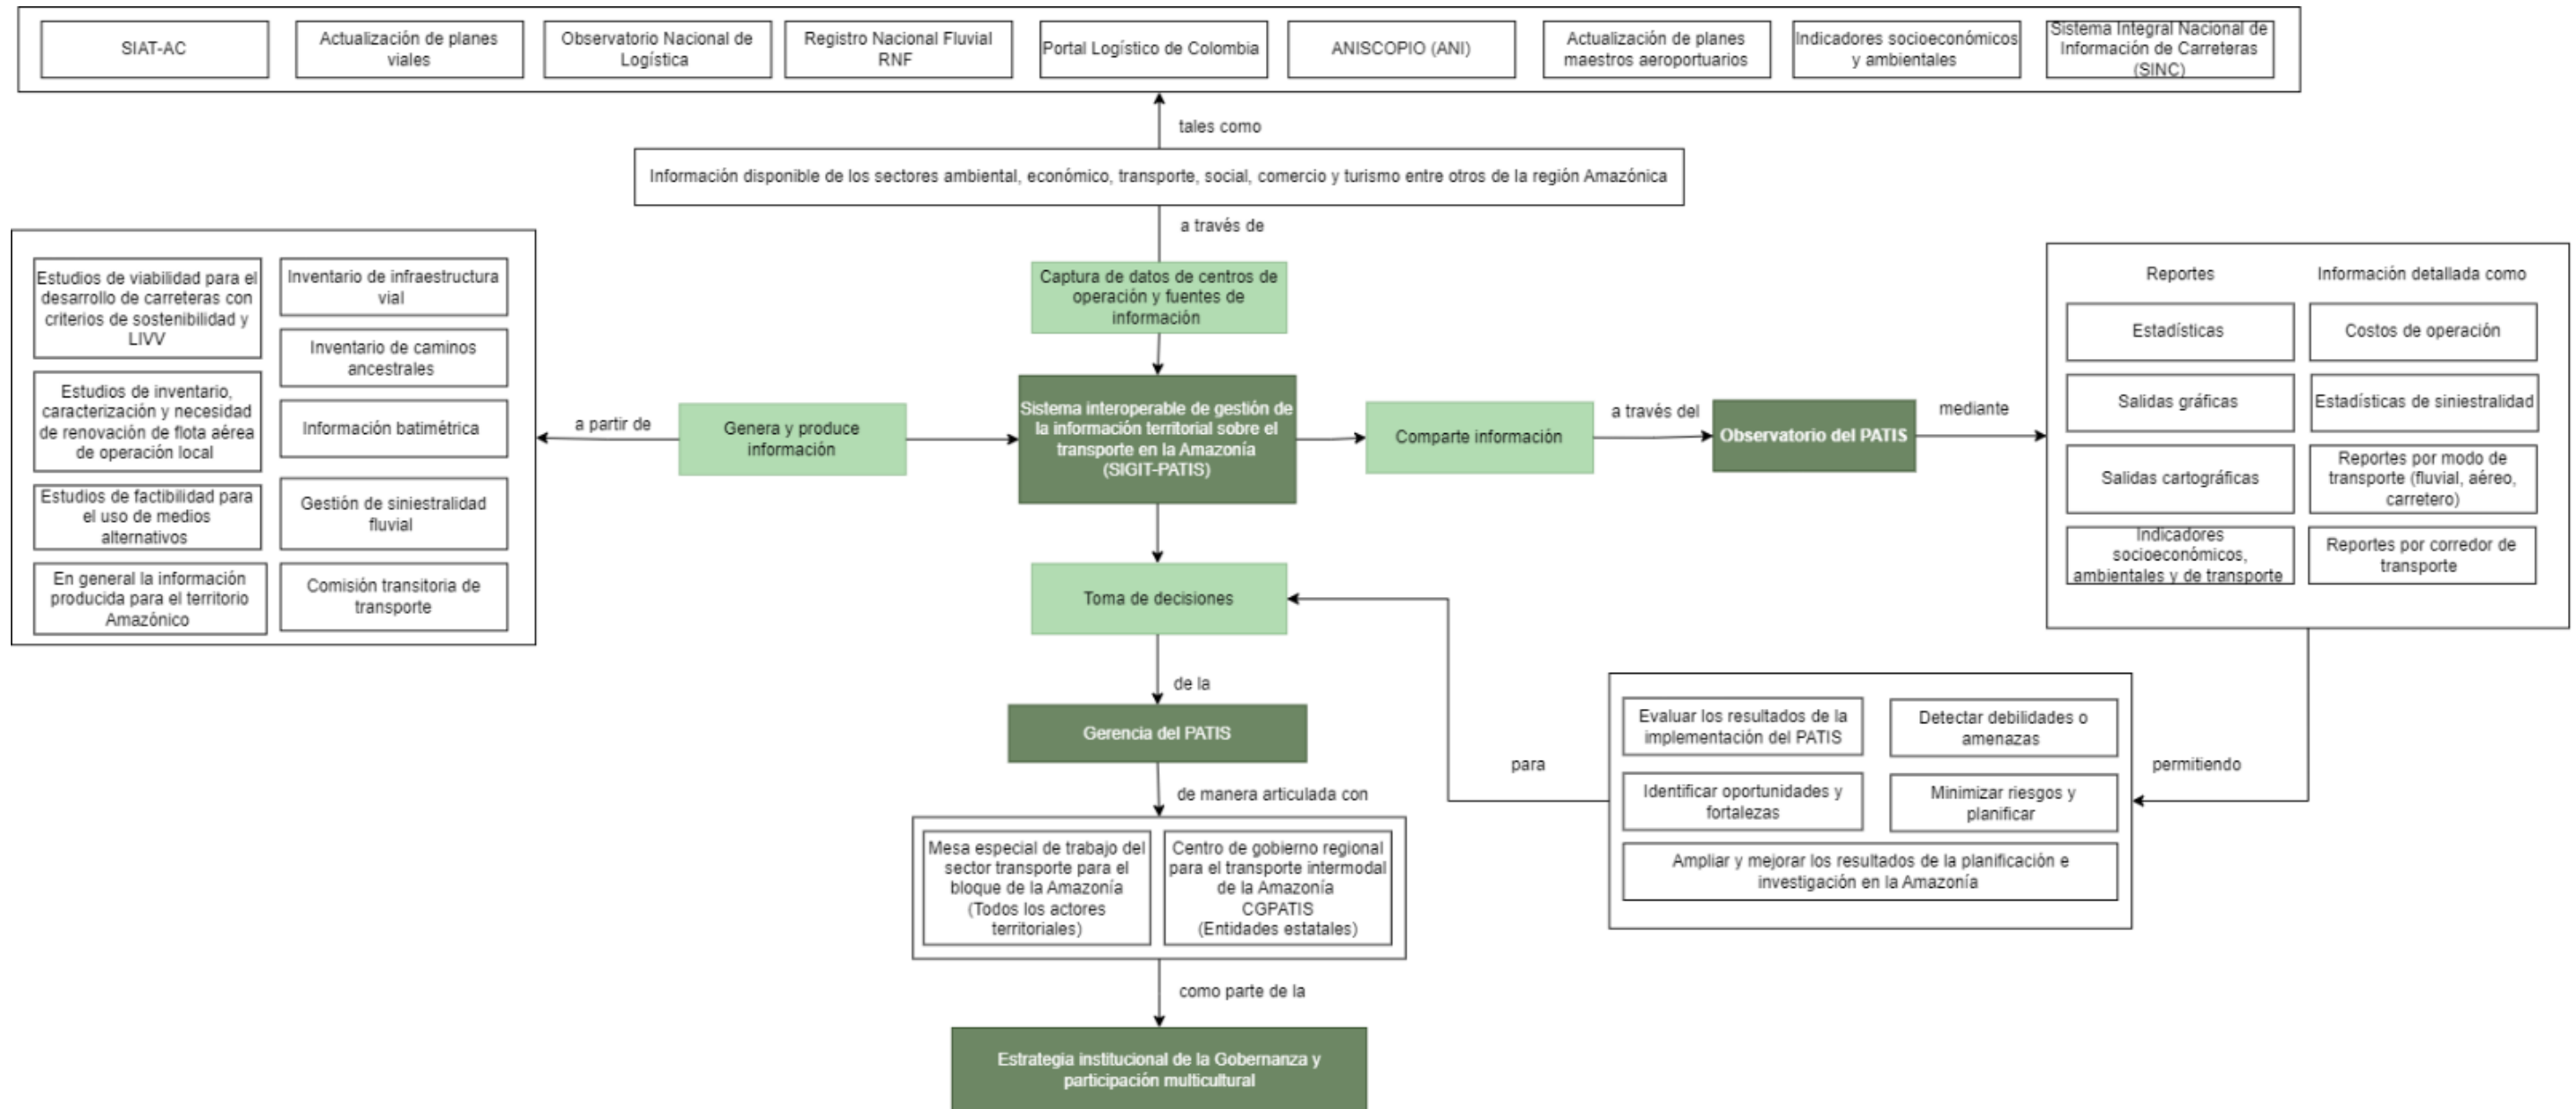 SIAT-AC
Actualización de planes
viales
Observatorio Nacional de
Logística
Registro Nacional Fluvial
RNF
Portal Logístico de Colombia
ANISCOPIO (ANI)
Actualización de planes
maestros aeroportuarios
Indicadores socioeconómicos
y ambientales
Sistema Integral Nacional de
Información de Carreteras
(SINC)
tales como
Información disponible de los sectores ambiental, económico, transporte, social, comercio y turismo entre otros de la región Amazónica
a través de
Captura de datos de centros de
operación y fuentes de
información
Estudios de viabilidad para el
desarrollo de carreteras con
criterios de sostenibilidad y
LIVV
Estudios de inventario,
caracterización y necesidad
de renovación de flota aérea
de operación local
Estudios de factibilidad para
el uso de medios
alternativos
En general la información
producida para el territorio
Amazónico
Inventario de infraestructura
vial
Inventario de caminos
ancestrales
Información batimétrica
Gestión de siniestralidad
fluvial
Comisión transitoria de
transporte
a partir de
Genera y produce
información
Sistema interoperable de gestión de
la información territorial sobre el
transporte en la Amazonía
(SIGIT-PATIS)
Comparte información
a través del
Observatorio del PATIS
mediante
Reportes
Estadísticas
Salidas gráficas
Salidas cartográficas
Indicadores
socioeconómicos,
ambientales y de transporte
Información detallada como
Costos de operación
Estadísticas de siniestralidad
Reportes por modo de
transporte (fluvial, aéreo,
carretero)
Reportes por corredor de
transporte
permitiendo
Evaluar los resultados de la
implementación del PATIS
Detectar debilidades o
amenazas
Identificar oportunidades y
fortalezas
Minimizar riesgos y
planificar
Ampliar y mejorar los resultados de la planificación e
investigación en la Amazonía
para
Toma de decisiones
de la
Gerencia del PATIS
de manera articulada con
Mesa especial de trabajo del
sector transporte para el
bloque de la Amazonía
(Todos los actores
territoriales)
Centro de gobierno regional
para el transporte intermodal
de la Amazonía
CGPATIS
(Entidades estatales)
como parte de la
Estrategia institucional de la Gobernanza y
participación multicultural